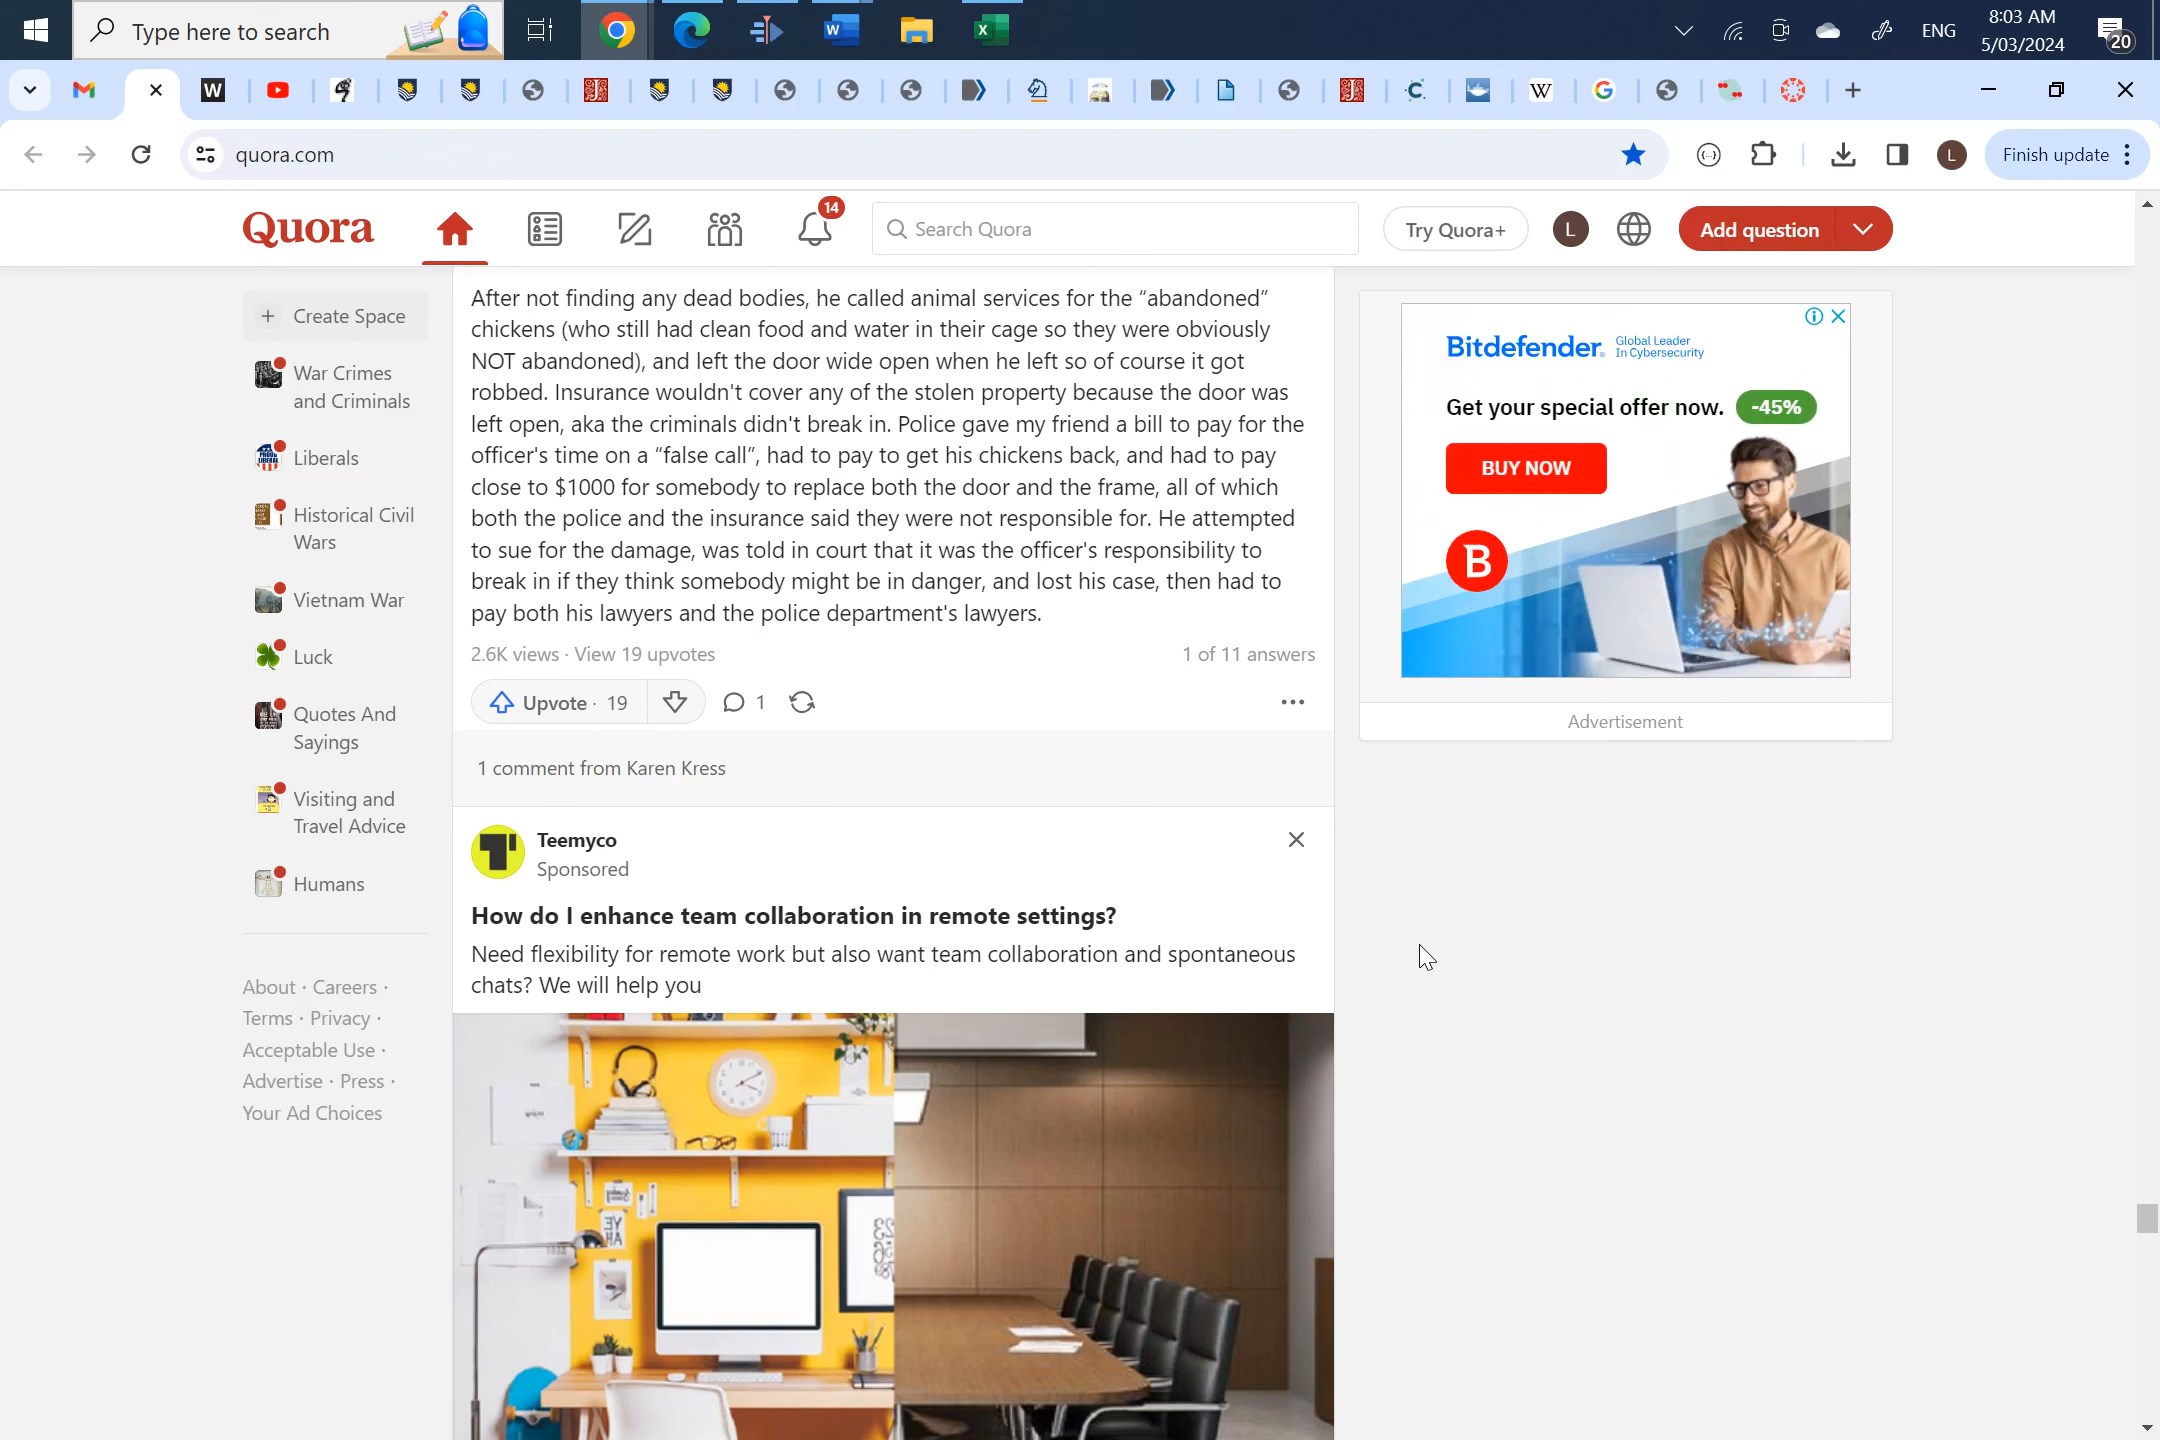 Type here to search
ENG
8:03 AM
5/03/2024
20
quora.com
Finish update
Quora
14
Search Quora
Try Quora+
L
Add question
Create Space
War Crimes
and Criminals
Liberals
Historical Civil
Wars
Vietnam War
Luck
Quotes And
Sayings
Visiting and
Travel Advice
Humans
About · Careers ·
Terms · Privacy ·
Acceptable Use ·
Advertise · Press ·
Your Ad Choices
After not finding any dead bodies, he called animal services for the “abandoned”
chickens (who still had clean food and water in their cage so they were obviously
NOT abandoned), and left the door wide open when he left so of course it got
robbed. Insurance wouldn't cover any of the stolen property because the door was
left open, aka the criminals didn't break in. Police gave my friend a bill to pay for the
officer's time on a “false call”, had to pay to get his chickens back, and had to pay
close to $1000 for somebody to replace both the door and the frame, all of which
both the police and the insurance said they were not responsible for. He attempted
to sue for the damage, was told in court that it was the officer's responsibility to
break in if they think somebody might be in danger, and lost his case, then had to
pay both his lawyers and the police department's lawyers.
2.6K views · View 19 upvotes
1 of 11 answers
Upvote · 19
1
1 comment from Karen Kress
Teemyco
Sponsored
How do I enhance team collaboration in remote settings?
Need flexibility for remote work but also want team collaboration and spontaneous
chats? We will help you
Bitdefender
Global Leader
In Cybersecurity
Get your special offer now. -45%
BUY NOW
B
Advertisement